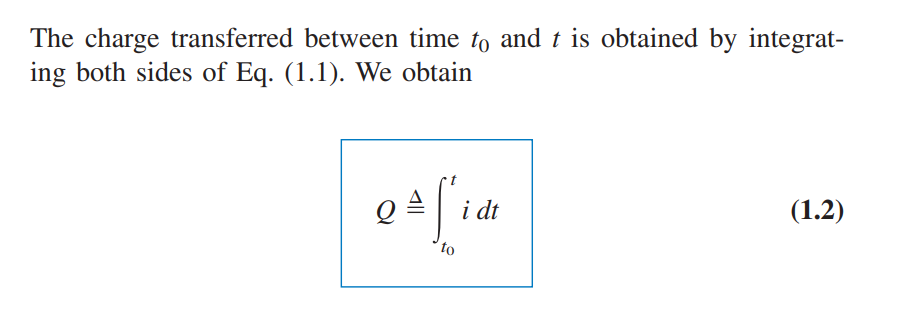 The charge transferred between time t₀ and t is obtained by integrat-
ing both sides of Eq. (1.1). We obtain
Q ≜ ∫ₜ₀ᵗ i dt (1.2)